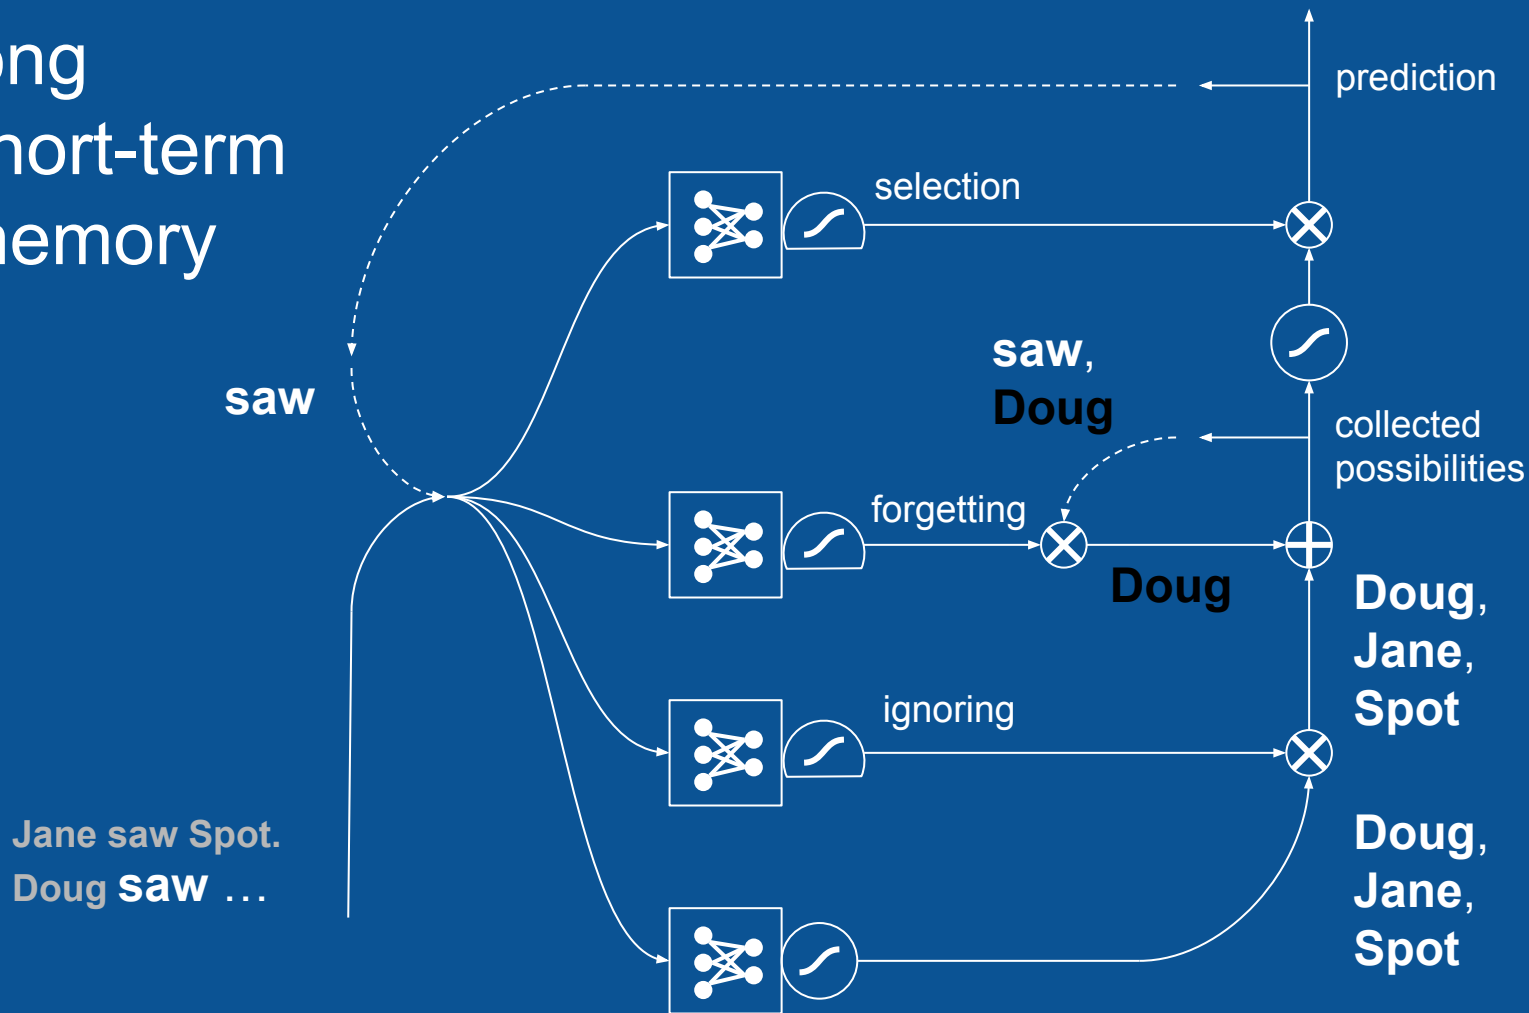 ong
hort-term
memory
prediction
selection
saw,
Doug
saw
collected
possibilities
forgetting
Doug
Doug,
Jane,
Spot
ignoring
Jane saw Spot.
Doug saw ...
Doug,
Jane,
Spot